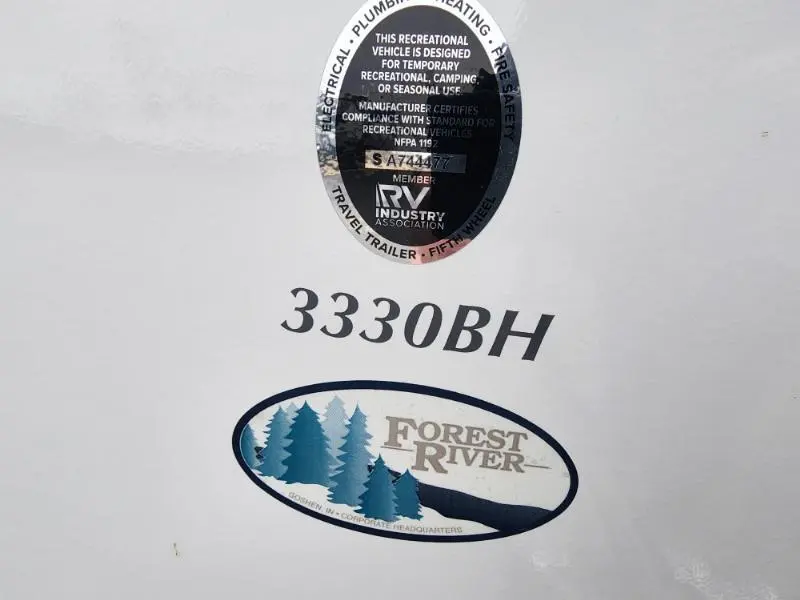 ELECTRICAL • PLUMBING • HEATING • FIRE SAFETY
THIS RECREATIONAL
VEHICLE IS DESIGNED
FOR TEMPORARY
RECREATIONAL, CAMPING,
OR SEASONAL USE.
MANUFACTURER CERTIFIES
COMPLIANCE WITH STANDARD FOR
RECREATIONAL VEHICLES
NFPA 1192
S A744477
MEMBER
RV
INDUSTRY
ASSOCIATION
TRAVEL TRAILER • FIFTH WHEEL
3330BH
FOREST
RIVER
GOSHEN, IN • CORPORATE HEADQUARTERS